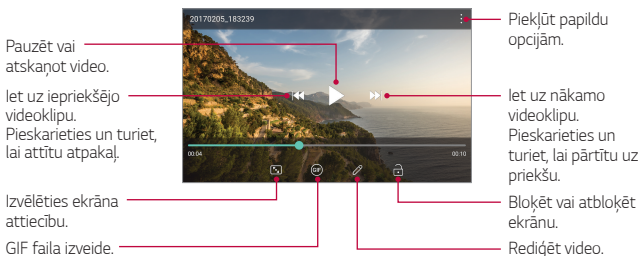 20170205_183239
Piekļūt papildu
opcijām.
Pauzēt vai
atskaņot video.
Iet uz iepriekšējo
videoklipu.
Pieskarieties un turiet,
lai attītu atpakaļ.
Iet uz nākamo
videoklipu.
Pieskarieties un
turiet, lai pārtītu uz
priekšu.
00:04
00:10
GIF
Izvēlēties ekrāna
attiecību.
GIF faila izveide.
Bloķēt vai atbloķēt
ekrānu.
Rediģēt video.